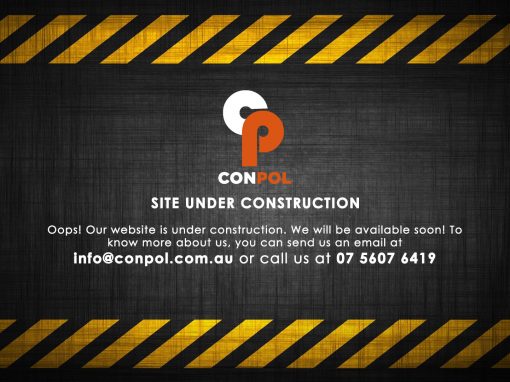 CONPOL
SITE UNDER CONSTRUCTION
Oops! Our website is under construction. We will be available soon! To
know more about us, you can send us an email at
info@conpol.com.au or call us at 07 5607 6419